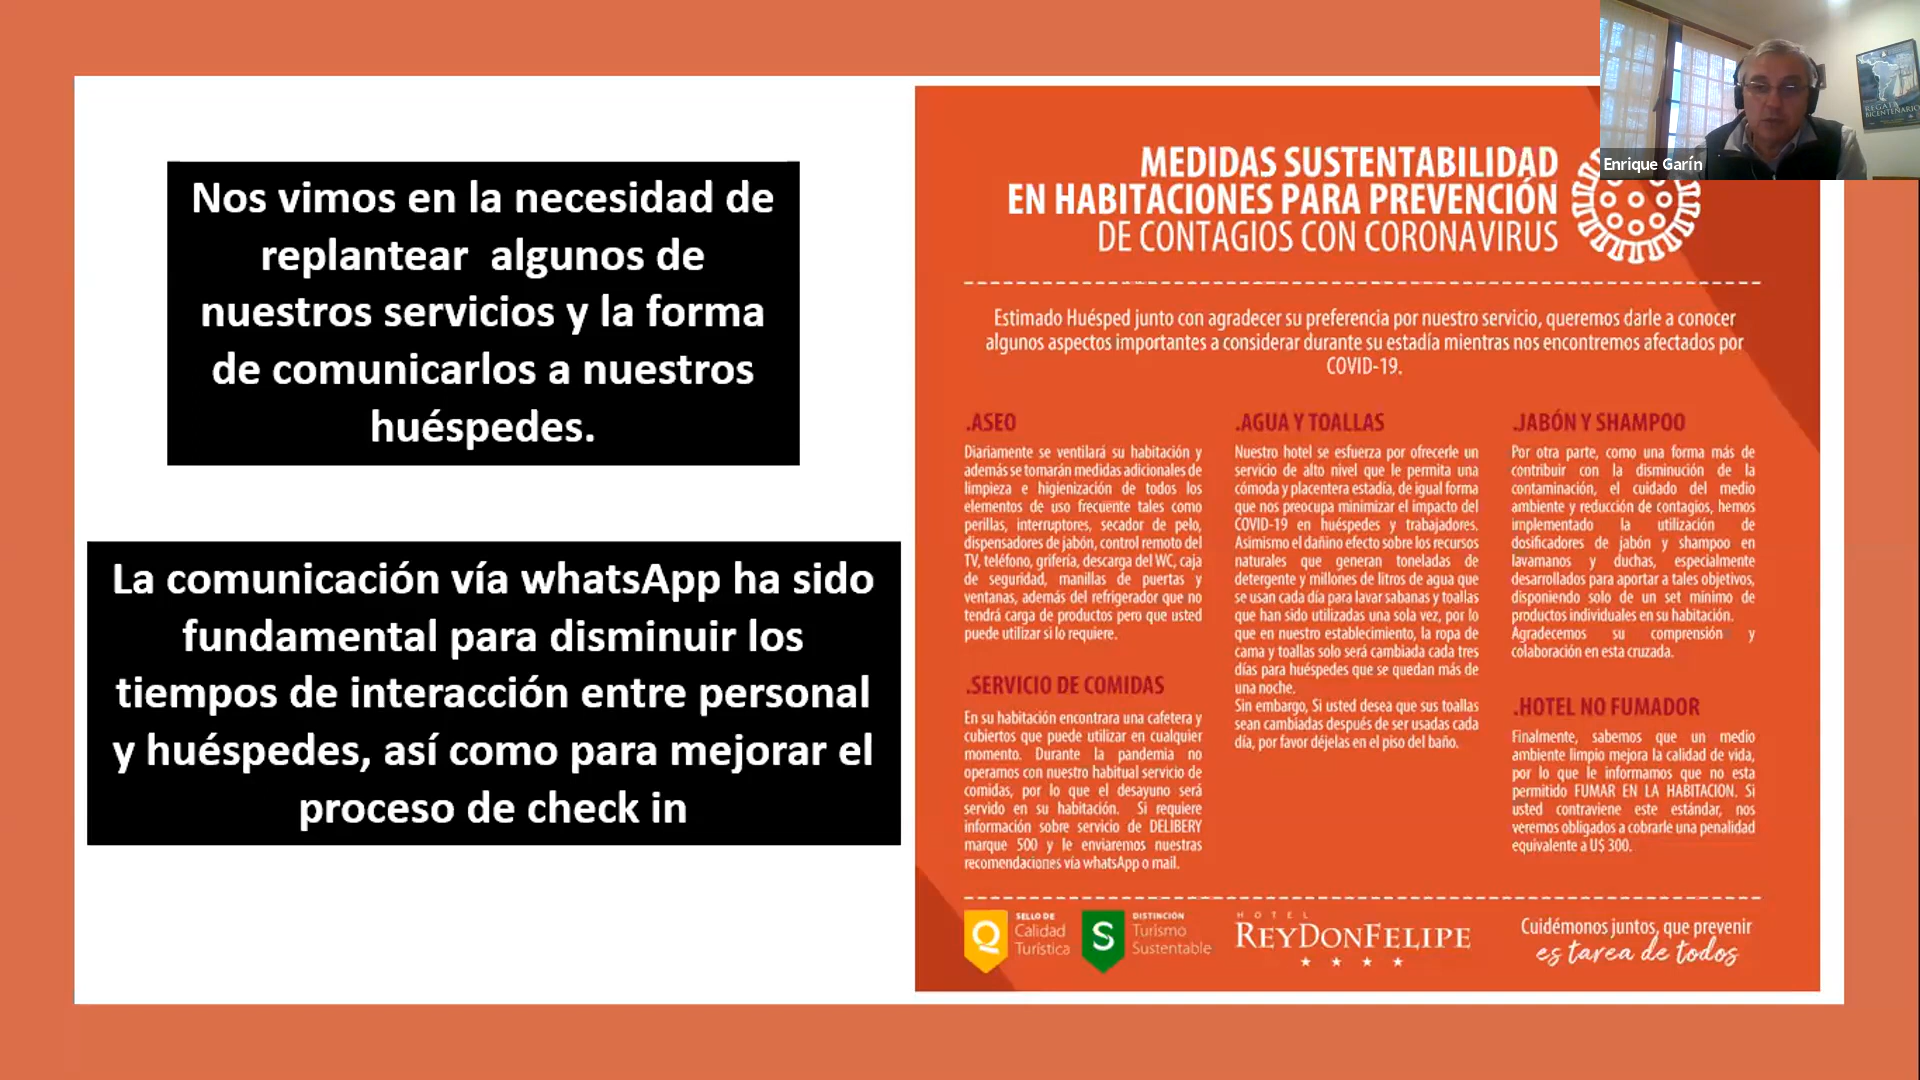 Nos vimos en la necesidad de
replantear algunos de
nuestros servicios y la forma
de comunicarlos a nuestros
huéspedes.
La comunicación vía whatsApp ha sido
fundamental para disminuir los
tiempos de interacción entre personal
y huéspedes, así como para mejorar el
proceso de check in
MEDIDAS SUSTENTABILIDAD
EN HABITACIONES PARA PREVENCIÓN
DE CONTAGIOS CON CORONAVIRUS
Estimado Huésped junto con agradecer su preferencia por nuestro servicio, queremos darle a conocer
algunos aspectos importantes a considerar durante su estadía mientras nos encontremos afectados por
COVID-19.
.ASEO
Diariamente se ventilará su habitación y
además se tomarán medidas adicionales de
limpieza e higienización de todos los
elementos de uso frecuente tales como
perillas, interruptores, secador de pelo,
dispensadores de jabón, control remoto del
TV, teléfono, grifería, descarga del WC, caja
de seguridad, manillas de puertas y
ventanas, además del refrigerador que no
tendrá carga de productos pero que usted
puede utilizar si lo requiere.
.SERVICIO DE COMIDAS
En su habitación encontrara una cafetera y
cubiertos que puede utilizar en cualquier
momento. Durante la pandemia no
operamos con nuestro habitual servicio de
comidas, por lo que el desayuno será
servido en su habitación. Si requiere
información sobre servicio de DELIBERY
marque 500 y le enviaremos nuestras
recomendaciones vía whatsApp o mail.
.AGUA Y TOALLAS
Nuestro hotel se esfuerza por ofrecerle un
servicio de alto nivel que le permita una
cómoda y placentera estadía, de igual forma
que nos preocupa minimizar el impacto del
COVID-19 en huéspedes y trabajadores.
Asimismo el dañino efecto sobre los recursos
naturales que generan toneladas de
detergente y millones de litros de agua que
se usan cada día para lavar sabanas y toallas
que han sido utilizadas una sola vez, por lo
que en nuestro establecimiento, la ropa de
cama y toallas solo será cambiada cada tres
días para huéspedes que se quedan más de
una noche.
Sin embargo, Si usted desea que sus toallas
sean cambiadas después de ser usadas cada
día, por favor déjelas en el piso del baño.
.JABÓN Y SHAMPOO
Por otra parte, como una forma más de
contribuir con la disminución de la
contaminación, el cuidado del medio
ambiente y reducción de contagios, hemos
implementado la utilización de
dosificadores de jabón y shampoo en
lavamanos y duchas, especialmente
desarrollados para aportar a tales objetivos,
disponiendo solo de un set mínimo de
productos individuales en su habitación.
Agradecemos su comprensión y
colaboración en esta cruzada.
.HOTEL NO FUMADOR
Finalmente, sabemos que un medio
ambiente limpio mejora la calidad de vida,
por lo que le informamos que no esta
permitido FUMAR EN LA HABITACION. Si
usted contraviene este estándar, nos
veremos obligados a cobrarle una penalidad
equivalente a U$ 300.
Q
SELLO DE
Calidad
Turística
S
DISTINCIÓN
Turismo
Sustentable
HOTEL
REYDONFELIPE
Cuidémonos juntos, que prevenir
es tarea de todos
REGATA
BICENTENARIO
Enrique Garín